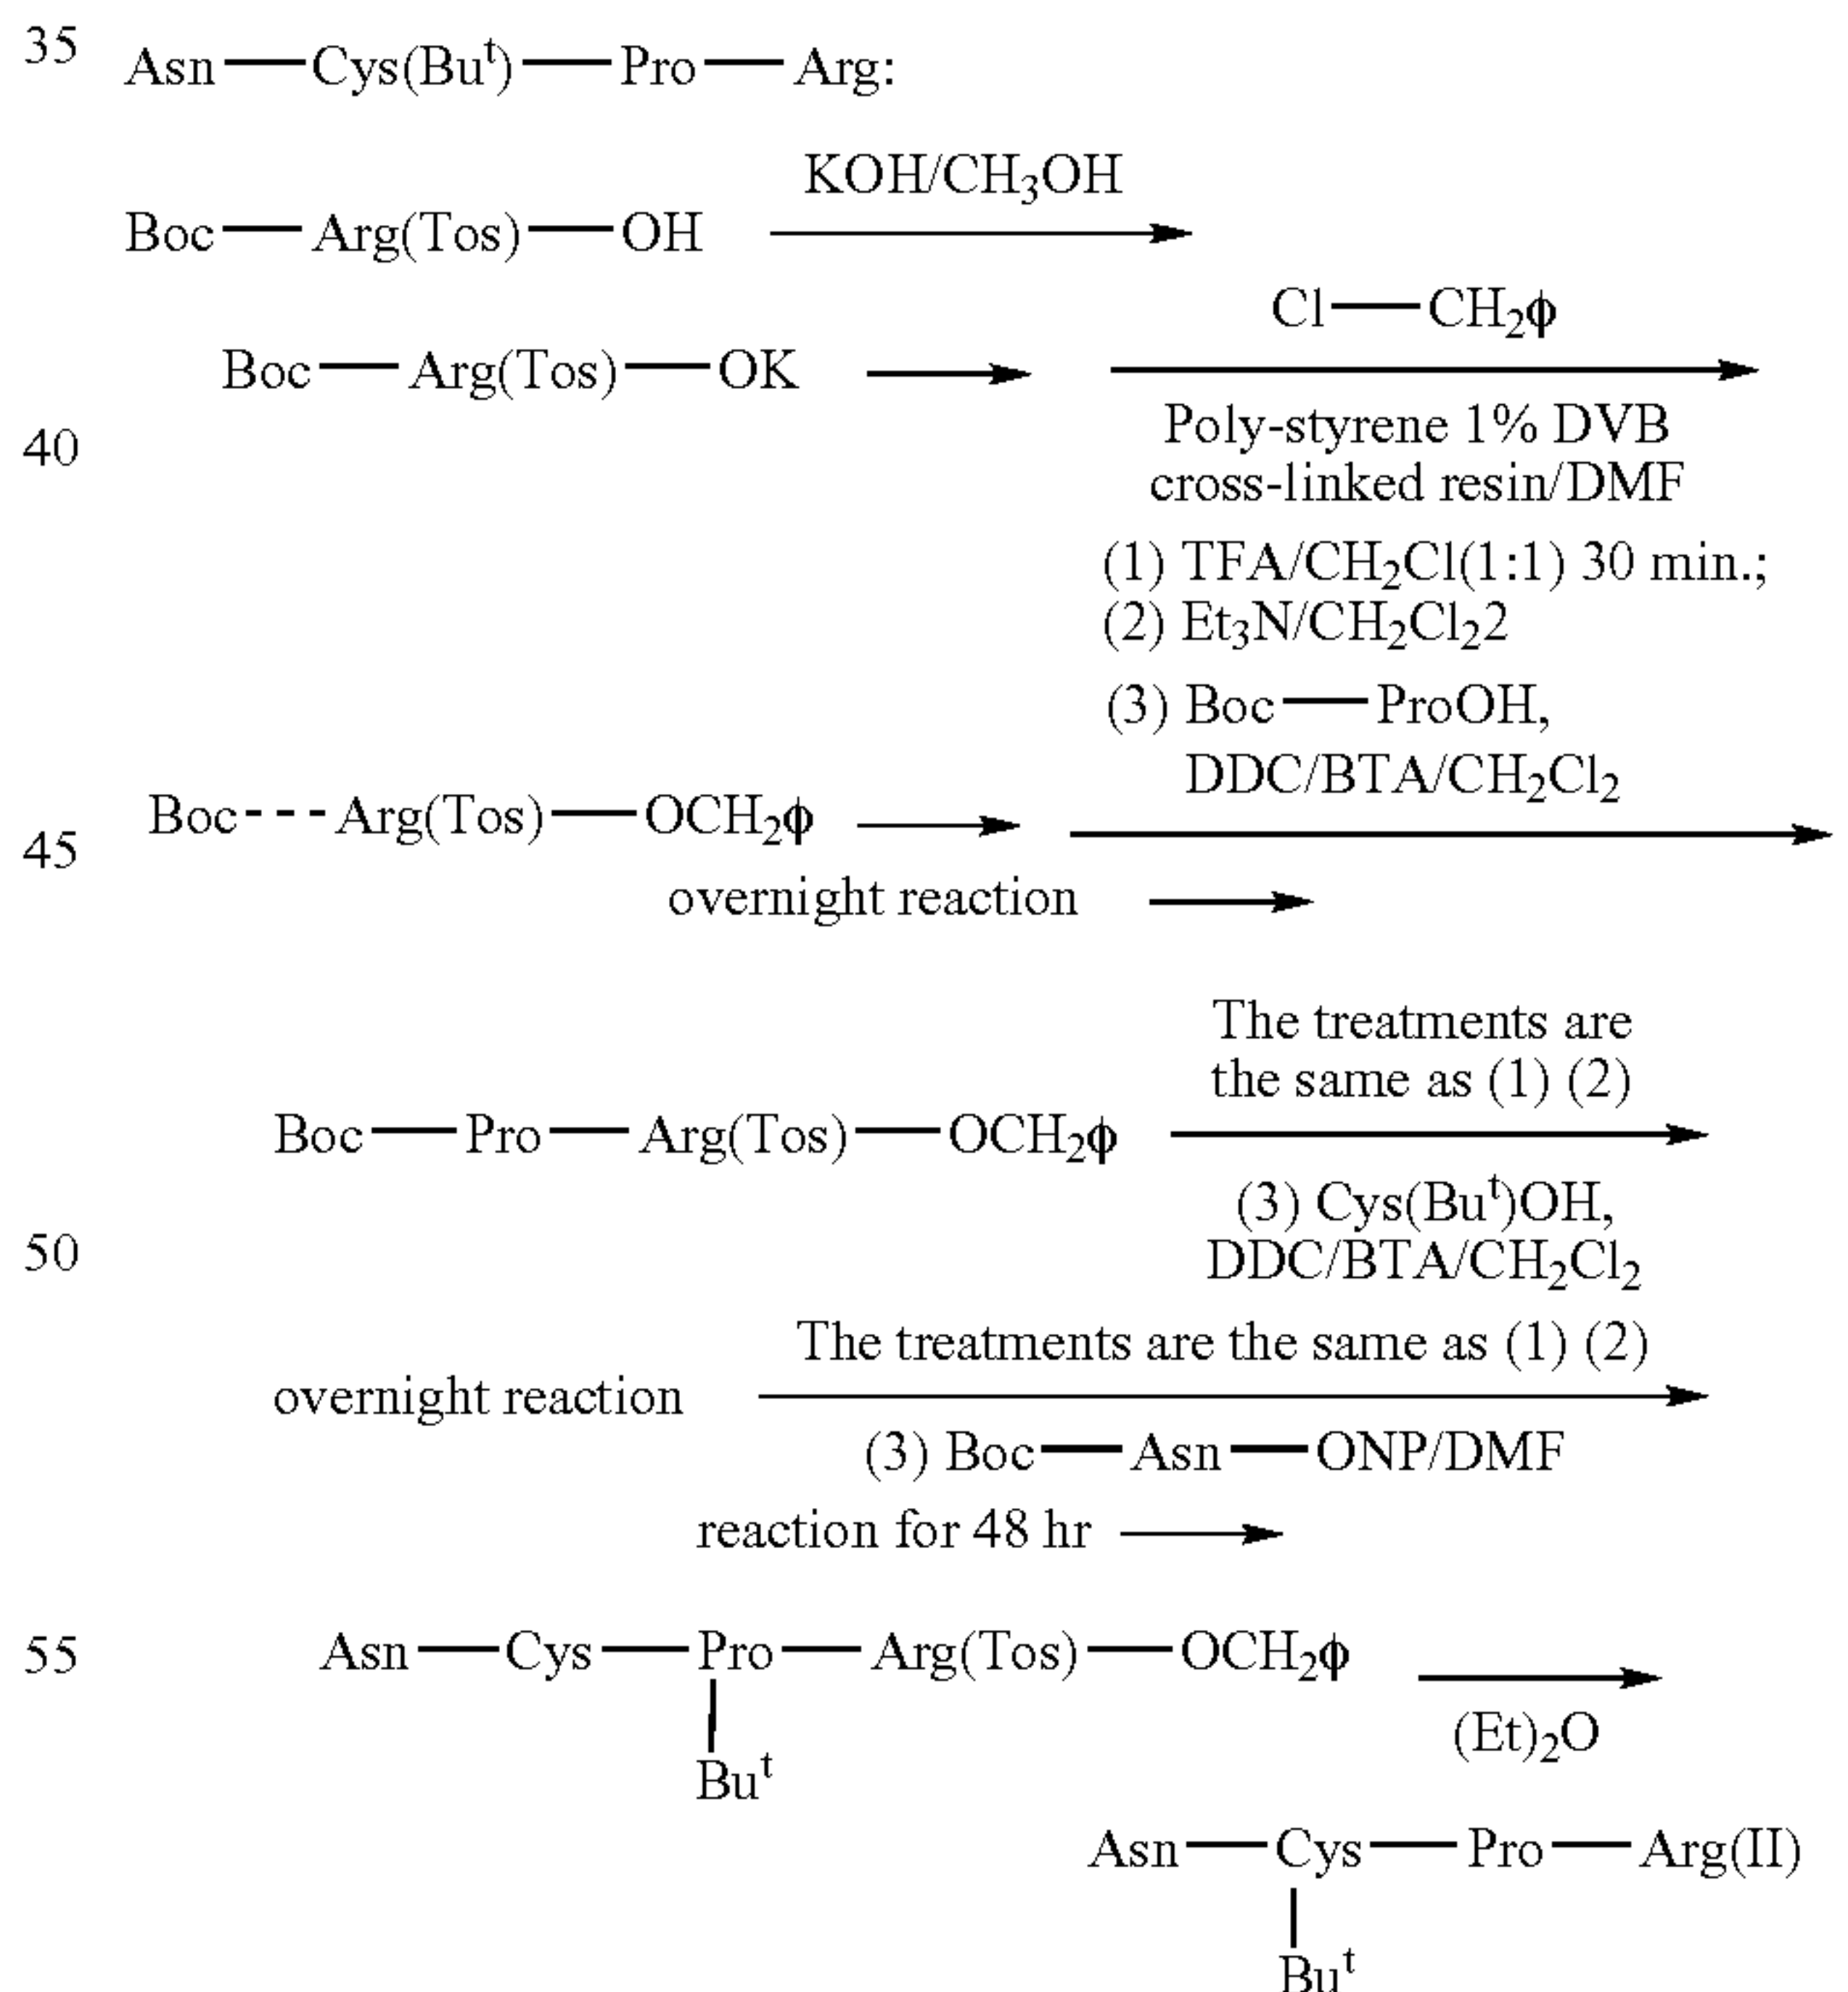 35
Asn—Cys(Buᵗ)—Pro—Arg:
KOH/CH₃OH
Boc—Arg(Tos)—OH
Cl—CH₂ϕ
Boc—Arg(Tos)—OK
Poly-styrene 1% DVB
40
cross-linked resin/DMF
(1) TFA/CH₂Cl(1:1) 30 min.;
(2) Et₃N/CH₂Cl₂2
(3) Boc—ProOH,
DDC/BTA/CH₂Cl₂
Boc---Arg(Tos)—OCH₂ϕ
45
overnight reaction
The treatments are
the same as (1) (2)
Boc—Pro—Arg(Tos)—OCH₂ϕ
(3) Cys(Buᵗ)OH,
50
DDC/BTA/CH₂Cl₂
The treatments are the same as (1) (2)
overnight reaction
(3) Boc—Asn—ONP/DMF
reaction for 48 hr
55
Asn—Cys—Pro—Arg(Tos)—OCH₂ϕ
(Et)₂O
Buᵗ
Asn—Cys—Pro—Arg(II)
Buᵗ